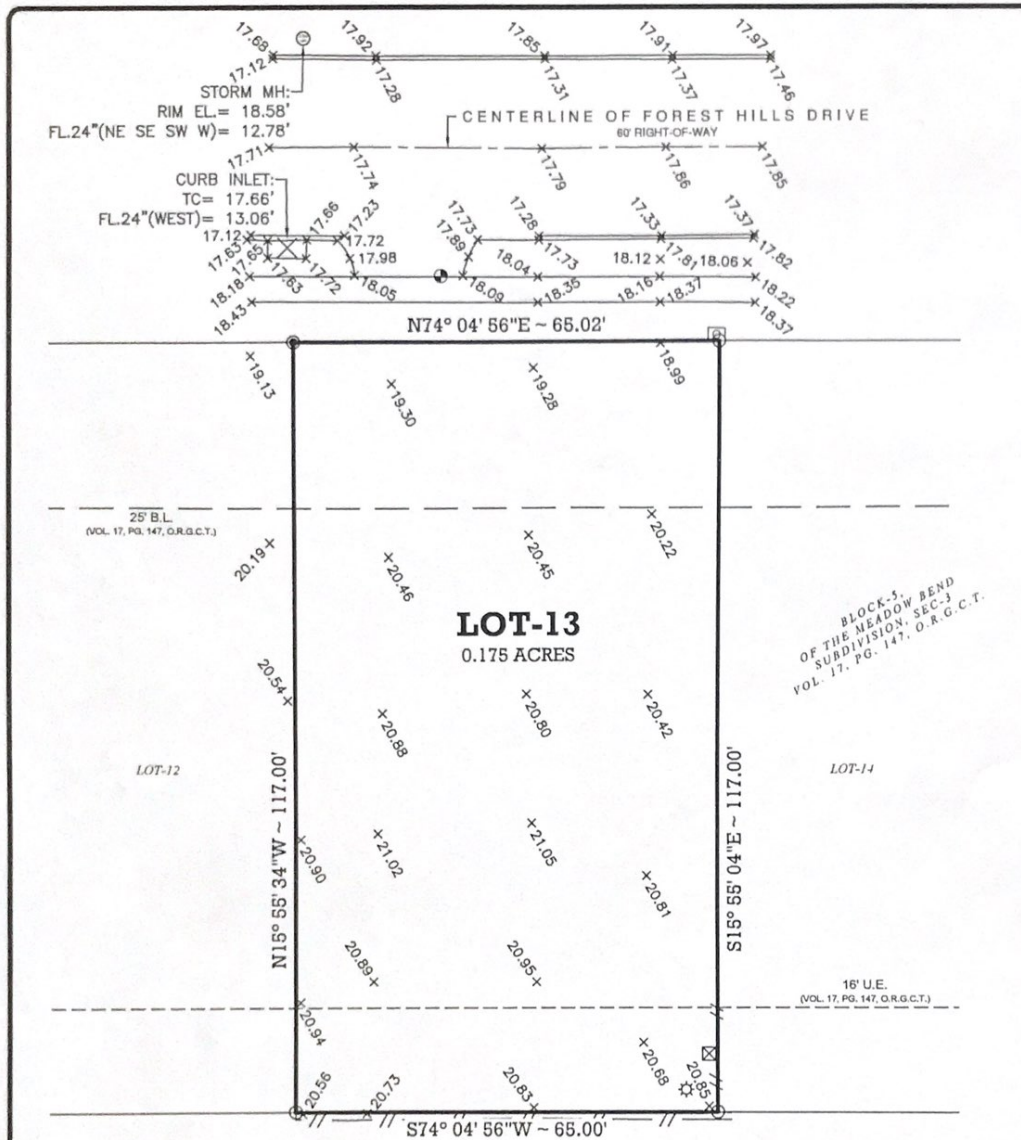 17.68
17.92
17.85
17.91
17.97
17.12
17.28
17.31
17.37
17.46
STORM MH:
RIM EL.= 18.58'
FL.24"(NE SE SW W)= 12.78'
CENTERLINE OF FOREST HILLS DRIVE
60' RIGHT-OF-WAY
17.71
17.74
17.79
17.86
17.85
CURB INLET:
TC= 17.66'
FL.24"(WEST)= 13.06'
17.66
17.23
17.73
17.28
17.33
17.37
17.12
17.63
17.65
17.72
17.89
17.73
17.81
17.82
17.98
18.04
18.12
18.06
18.18
17.63
17.72
18.05
18.09
18.35
18.16
18.37
18.22
18.43
18.37
N74° 04' 56"E ~ 65.02'
19.13
19.30
19.28
18.99
25' B.L.
(VOL. 17, PG, 147, O.R.G.C.T.)
20.19
20.46
20.45
20.22
LOT-13
0.175 ACRES
BLOCK-5,
OF THE MEADOW BEND
SUBDIVISION, SEC-3
VOL. 17, PG. 147, O.R.G.C.T.
20.54
20.88
20.80
20.42
LOT-12
LOT-14
N15° 55' 34"W ~ 117.00'
S15° 55' 04"E ~ 117.00'
20.90
21.02
21.05
20.81
20.89
20.95
16' U.E.
(VOL. 17, PG. 147, O.R.G.C.T.)
20.94
20.68
20.56
20.73
20.83
20.85
S74° 04' 56"W ~ 65.00'